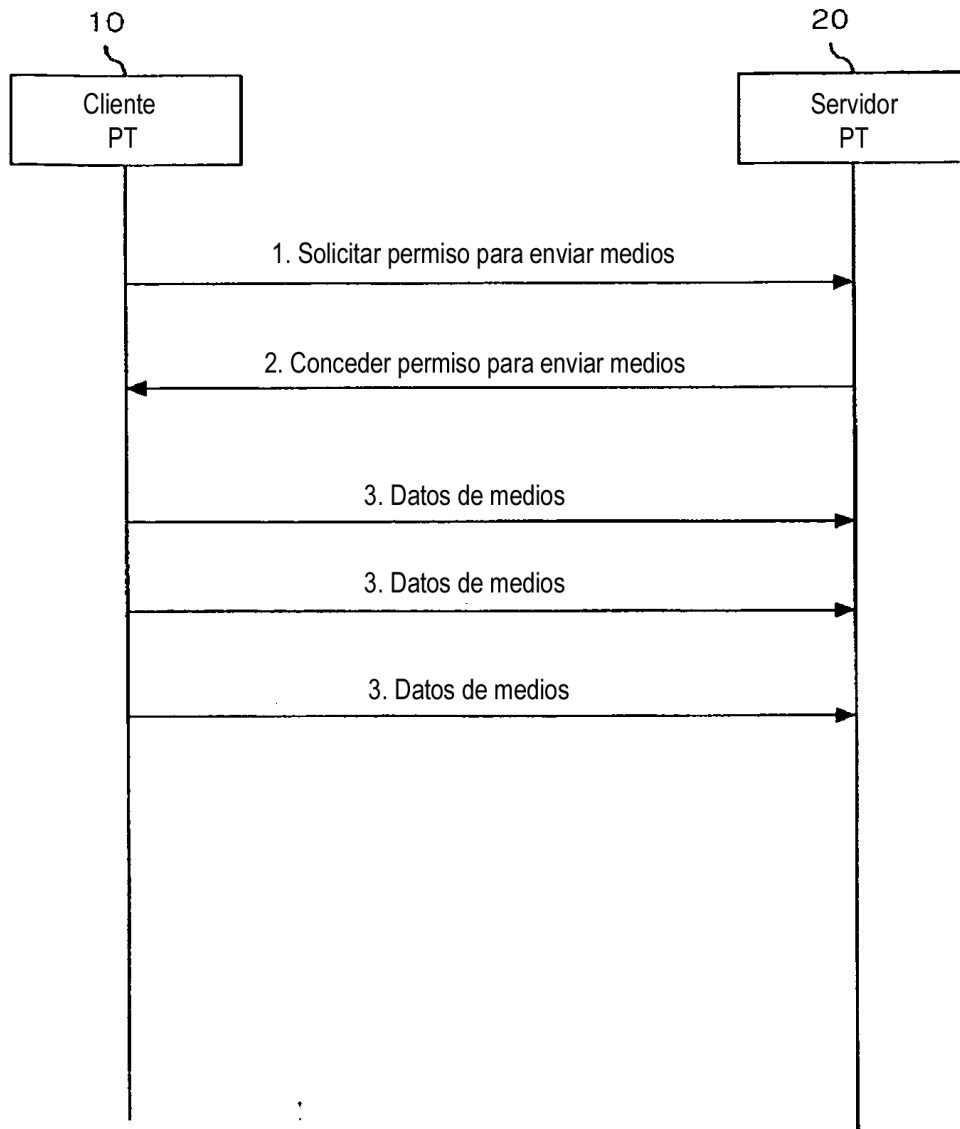 10
20
Cliente
PT
Servidor
PT
1. Solicitar permiso para enviar medios
2. Conceder permiso para enviar medios
3. Datos de medios
3. Datos de medios
3. Datos de medios